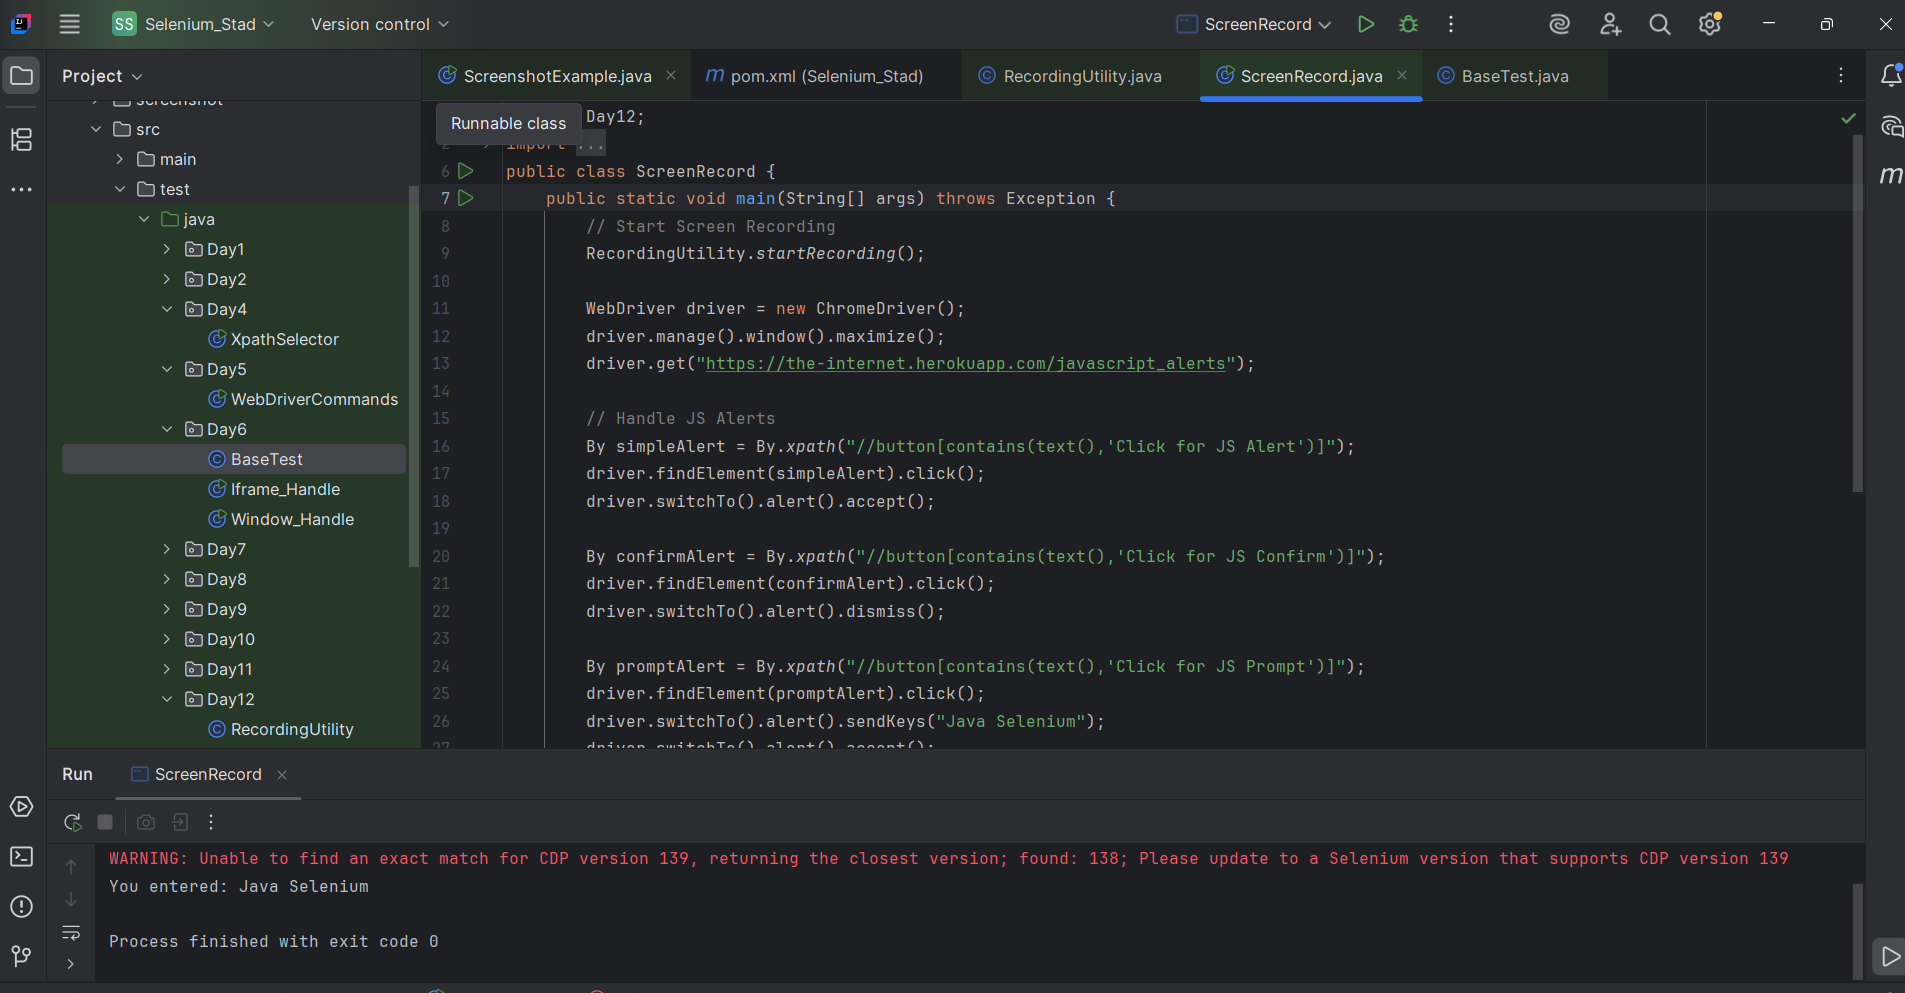 SS Selenium_Stad
Version control
ScreenRecord
Project
ScreenshotExample.java
pom.xml (Selenium_Stad)
RecordingUtility.java
ScreenRecord.java
BaseTest.java
screenshot
src
main
test
java
Day1
Day2
Day4
XpathSelector
Day5
WebDriverCommands
Day6
BaseTest
Iframe_Handle
Window_Handle
Day7
Day8
Day9
Day10
Day11
Day12
RecordingUtility
Runnable class
Day12;
2 import ...
6 public class ScreenRecord {
7 public static void main(String[] args) throws Exception {
8 // Start Screen Recording
9 RecordingUtility.startRecording();
10
11 WebDriver driver = new ChromeDriver();
12 driver.manage().window().maximize();
13 driver.get("https://the-internet.herokuapp.com/javascript_alerts");
14
15 // Handle JS Alerts
16 By simpleAlert = By.xpath("//button[contains(text(),'Click for JS Alert')]");
17 driver.findElement(simpleAlert).click();
18 driver.switchTo().alert().accept();
19
20 By confirmAlert = By.xpath("//button[contains(text(),'Click for JS Confirm')]");
21 driver.findElement(confirmAlert).click();
22 driver.switchTo().alert().dismiss();
23
24 By promptAlert = By.xpath("//button[contains(text(),'Click for JS Prompt')]");
25 driver.findElement(promptAlert).click();
26 driver.switchTo().alert().sendKeys("Java Selenium");
27 driver.switchTo().alert().accept();
Run
ScreenRecord
WARNING: Unable to find an exact match for CDP version 139, returning the closest version; found: 138; Please update to a Selenium version that supports CDP version 139
You entered: Java Selenium
Process finished with exit code 0